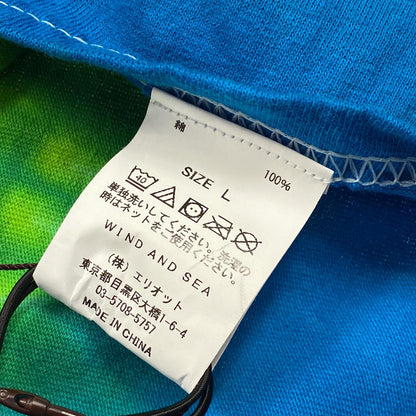 綿 100%
SIZE L
40
単独洗いしてください。洗濯の
時はネットをご使用ください。
WIND AND SEA
(株) エリオット
東京都目黒区大橋1-6-4
03-5708-5757
MADE IN CHINA